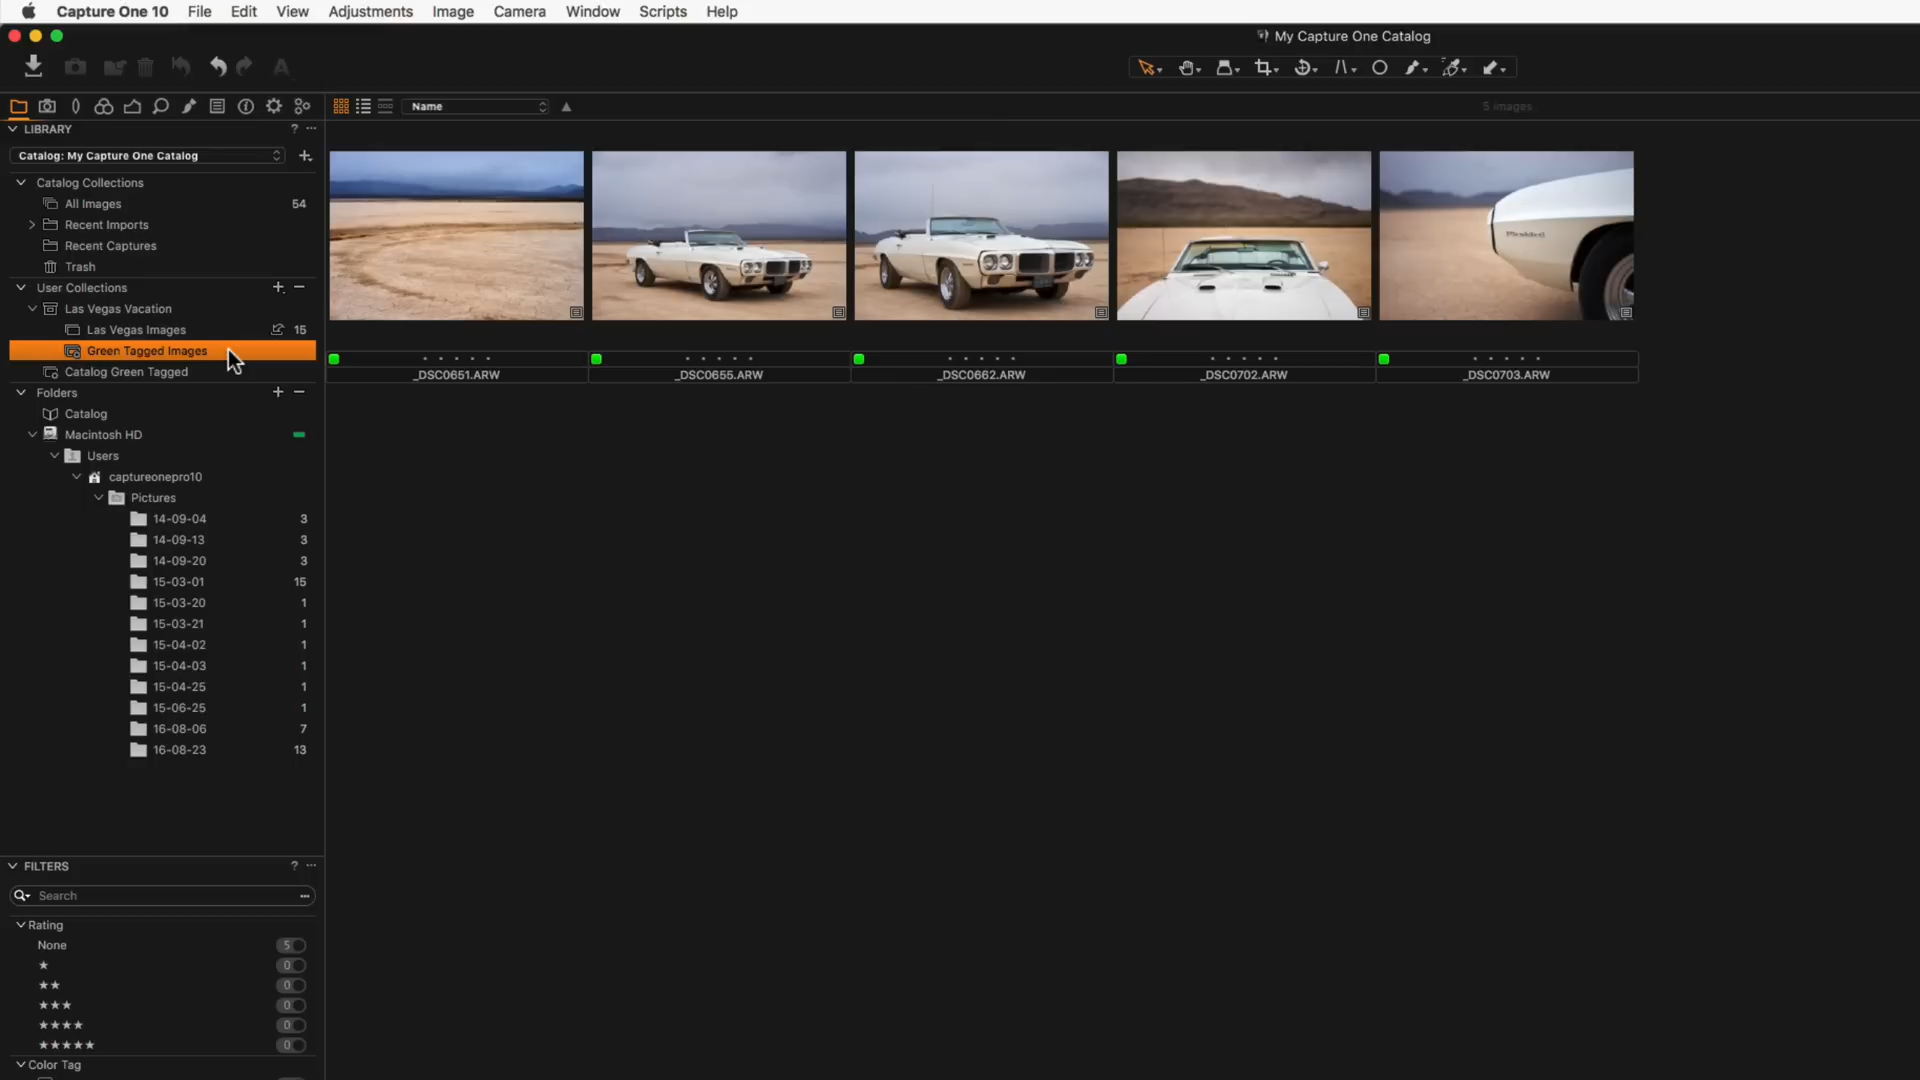 Capture One 10 File Edit View Adjustments Image Camera Window Scripts Help
My Capture One Catalog
Name
5 images
LIBRARY ? ...
Catalog: My Capture One Catalog
Catalog Collections
All Images 54
Recent Imports
Recent Captures
Trash
User Collections
Las Vegas Vacation
Las Vegas Images 15
Green Tagged Images
Catalog Green Tagged
_DSC0651.ARW _DSC0655.ARW _DSC0662.ARW _DSC0702.ARW _DSC0703.ARW
Folders
Catalog
Macintosh HD
Users
captureonepro10
Pictures
14-09-04 3
14-09-13 3
14-09-20 3
15-03-01 15
15-03-20 1
15-03-21 1
15-04-02 1
15-04-03 1
15-04-25 1
15-06-25 1
16-08-06 7
16-08-23 13
FILTERS ? ...
Search
Rating
None 5
★ 0
★★ 0
★★★ 0
★★★★ 0
★★★★★ 0
Color Tag